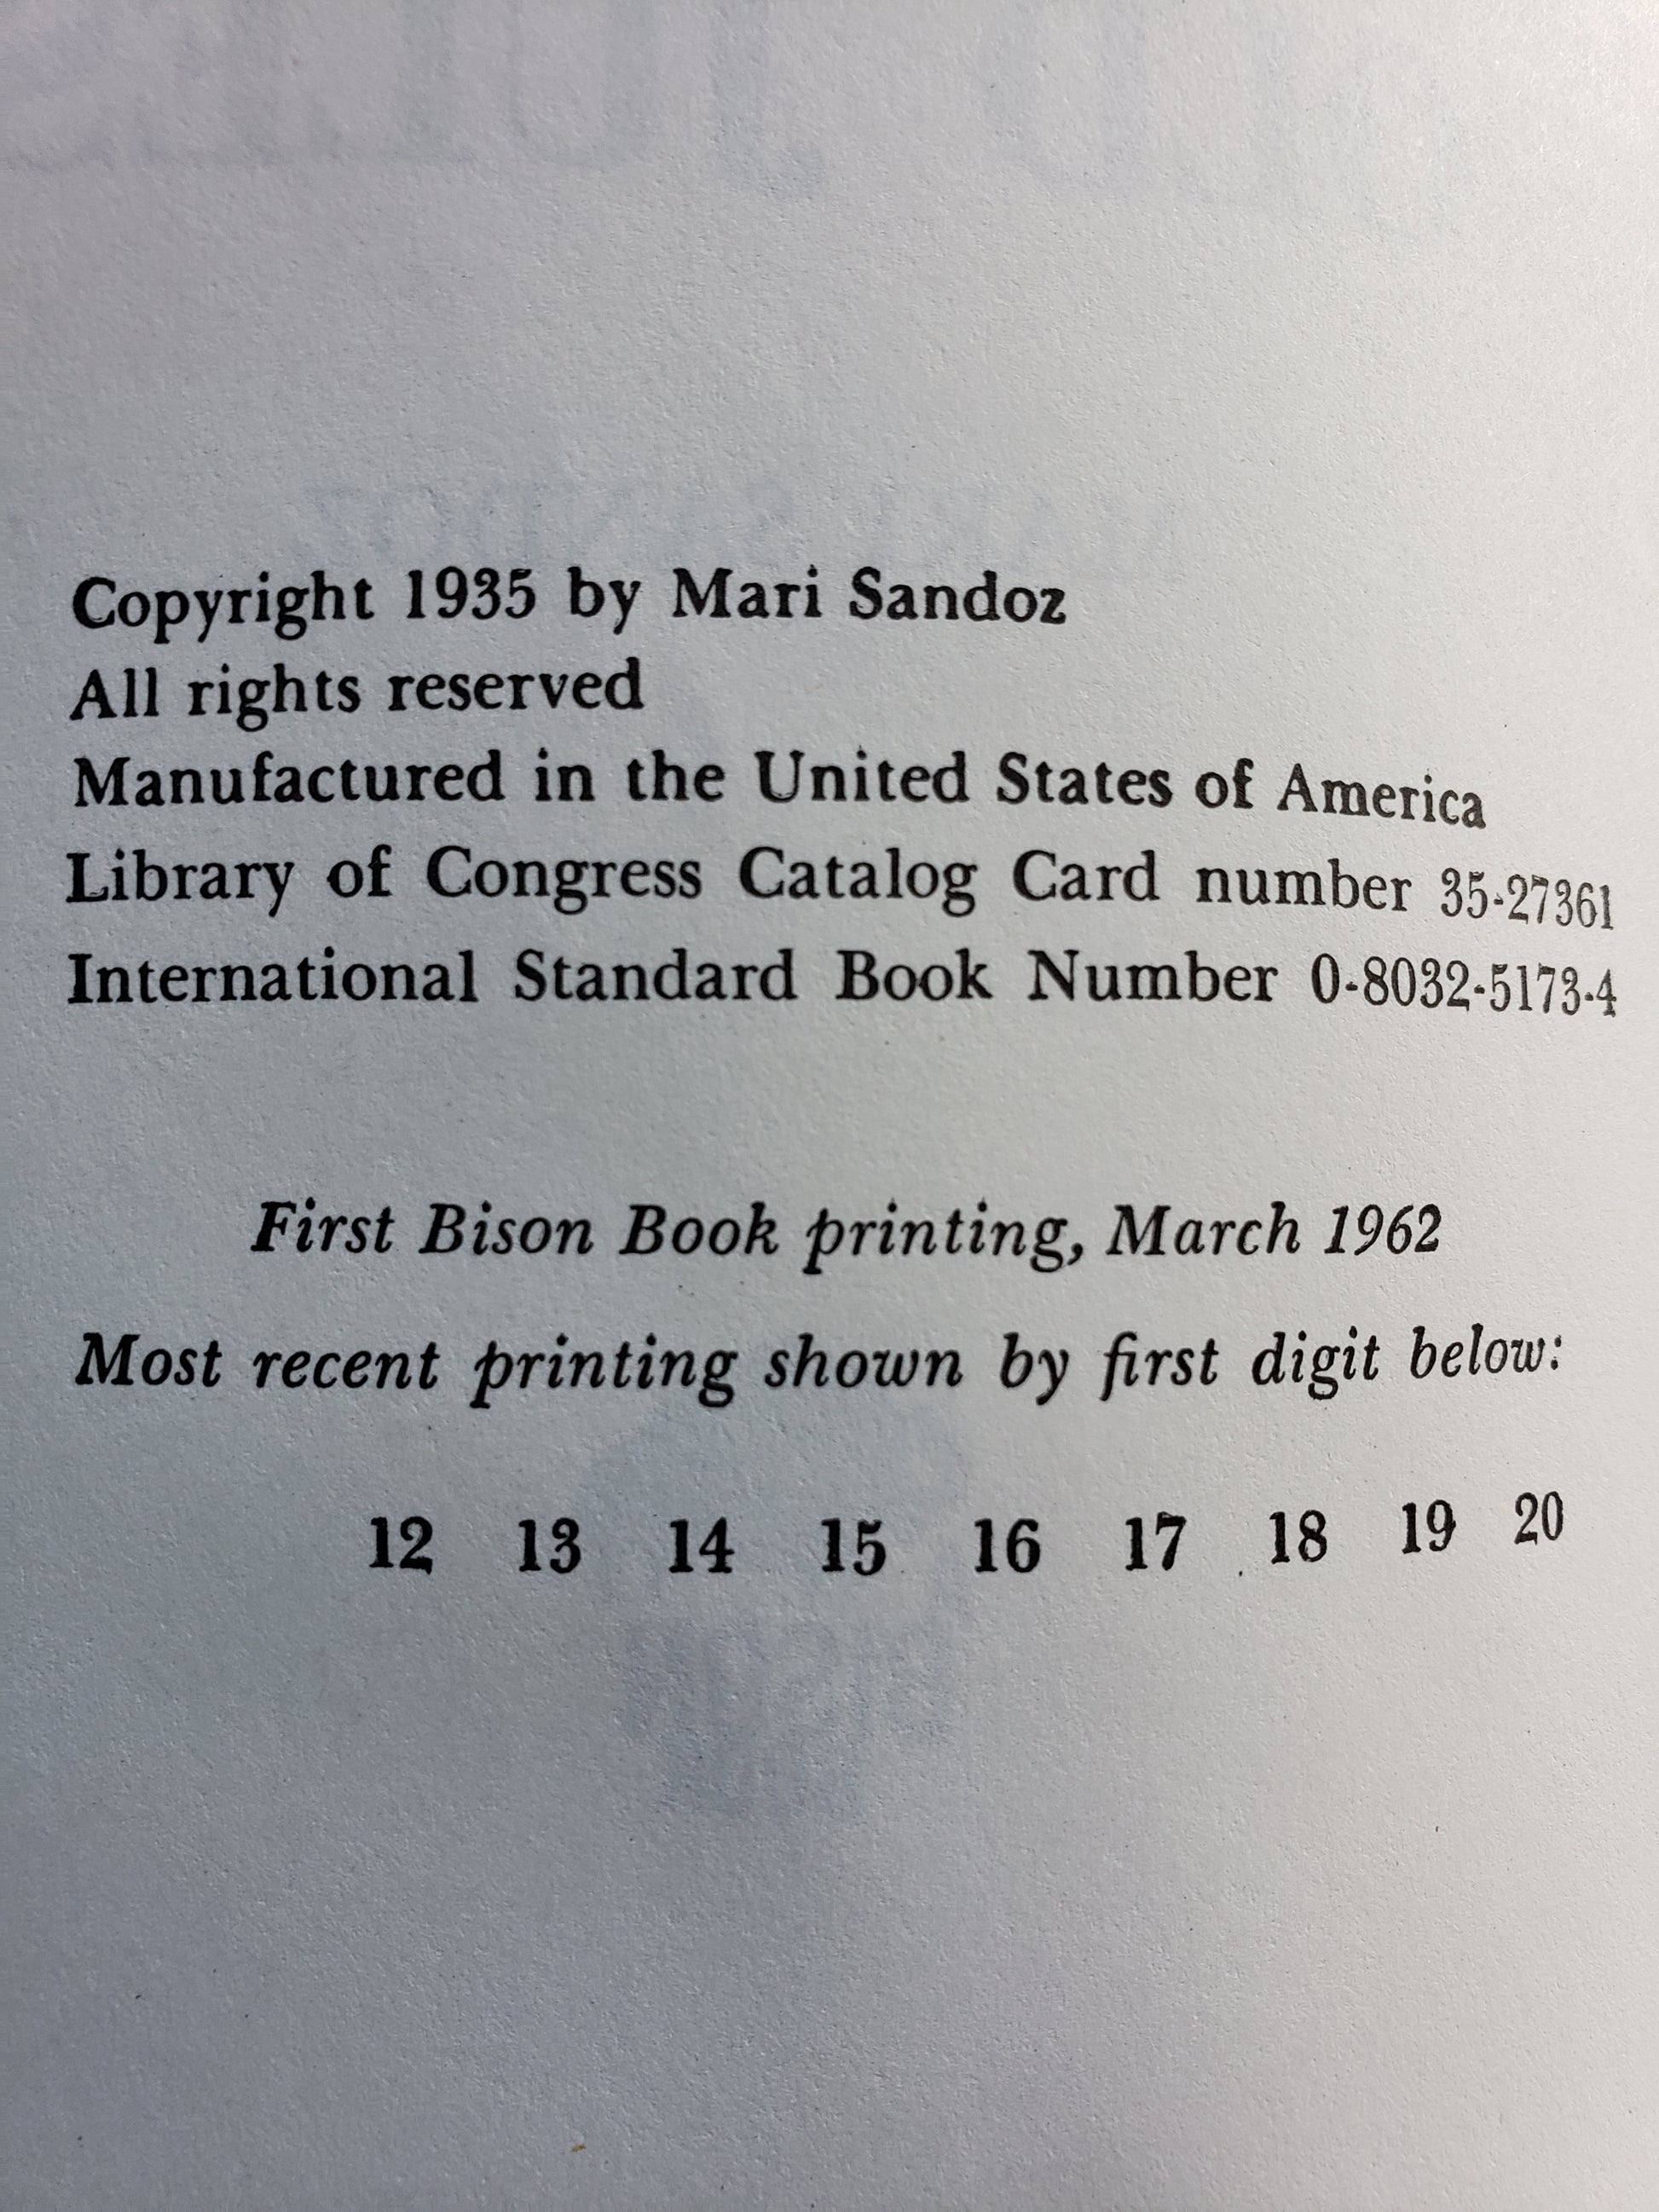 Copyright 1935 by Mari Sandoz
All rights reserved
Manufactured in the United States of America
Library of Congress Catalog Card number 35-27361
International Standard Book Number 0-8032-5173-4
First Bison Book printing, March 1962
Most recent printing shown by first digit below:
12 13 14 15 16 17 18 19 20